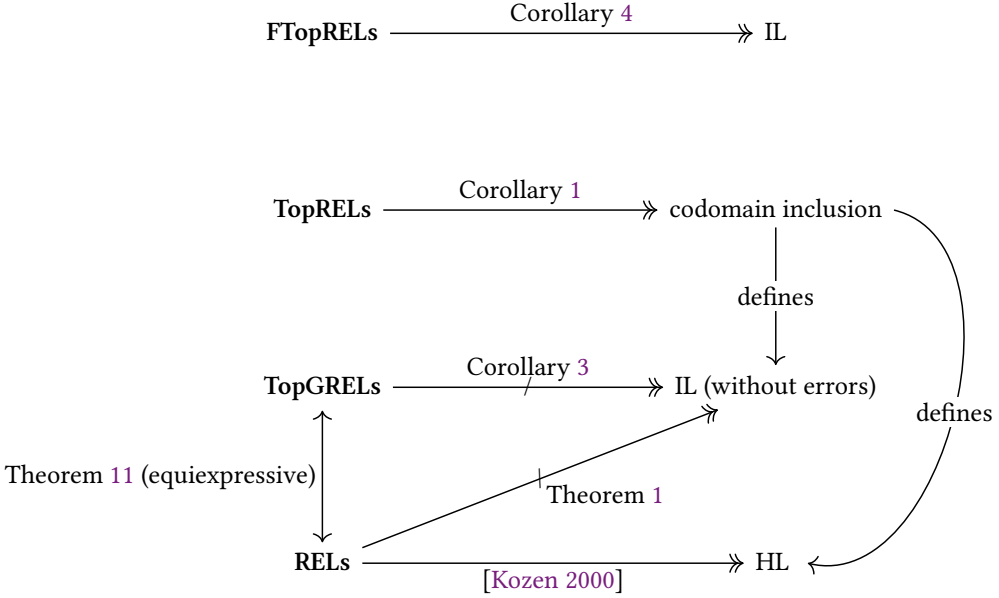 Corollary 4
FTopRELs IL
Corollary 1
TopRELs codomain inclusion
defines
Corollary 3
TopGRELs IL (without errors)
defines
Theorem 11 (equiexpressive)
Theorem 1
RELs HL
[Kozen 2000]